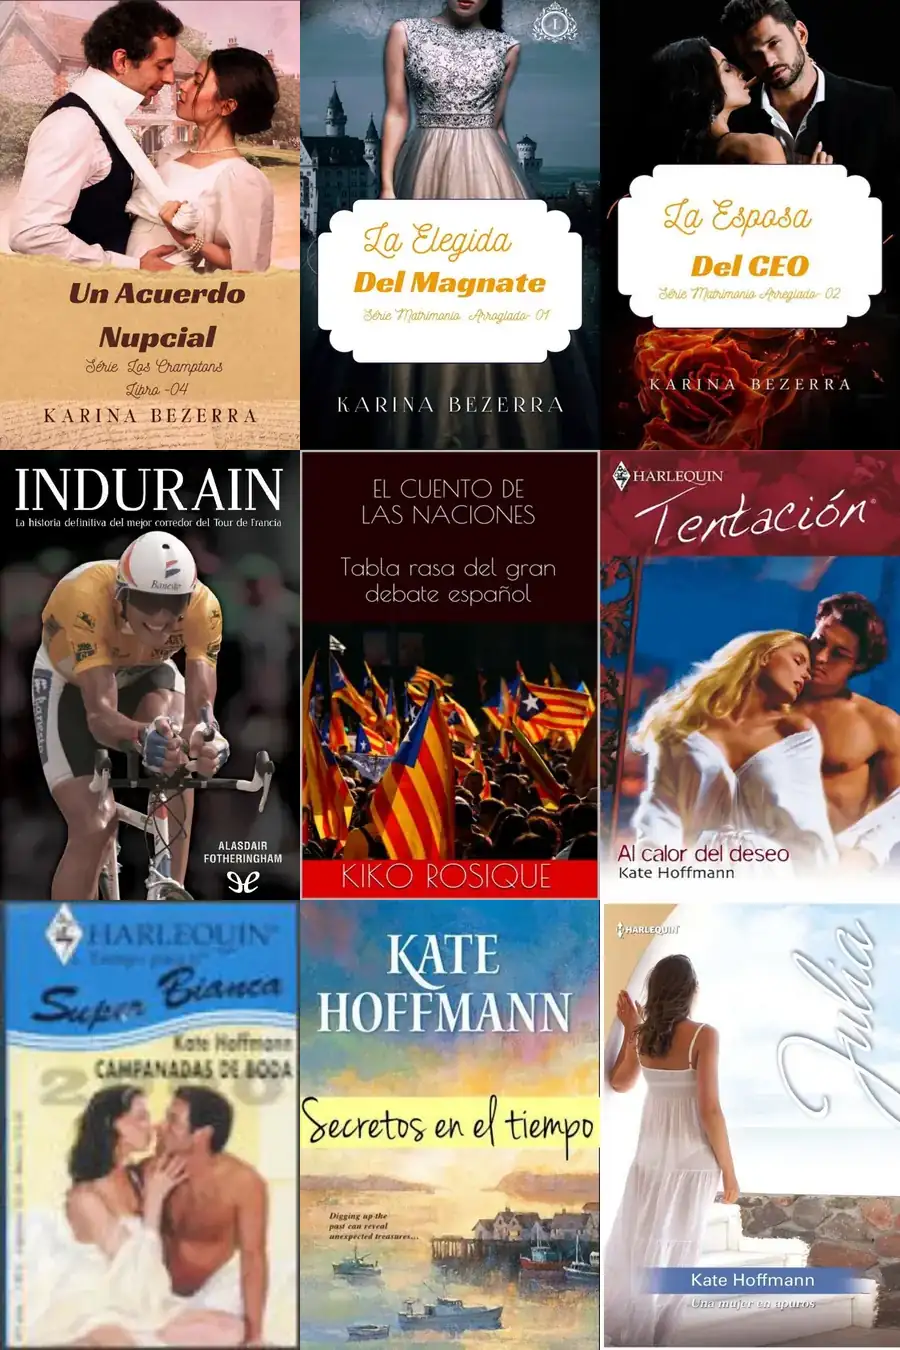 Un Acuerdo
Nupcial
Série Los Cramptons
Libro -04
KARINA BEZERRA
1
La Elegida
Del Magnate
Série Matrimonio Arroglado- 01
KARINA BEZERRA
La Esposa
Del CEO
Série Matrimonio Arreglado- 02
KARINA BEZERRA
INDURAIN
La historia definitiva del mejor corredor del Tour de Francia
Banesto
ALASDAIR
FOTHERINGHAM
EL CUENTO DE
LAS NACIONES
Tabla rasa del gran
debate español
KIKO ROSIQUE
HARLEQUIN
Tentación®
Al calor del deseo
Kate Hoffmann
HARLEQUIN
Super Bianca
Kate Hoffmann
CAMPANADAS DE BODA
KATE
HOFFMANN
Secretos en el tiempo
Digging up the
past can reveal
unexpected treasures...
HARLEQUIN
Julia
Kate Hoffmann
Una mujer en apuros